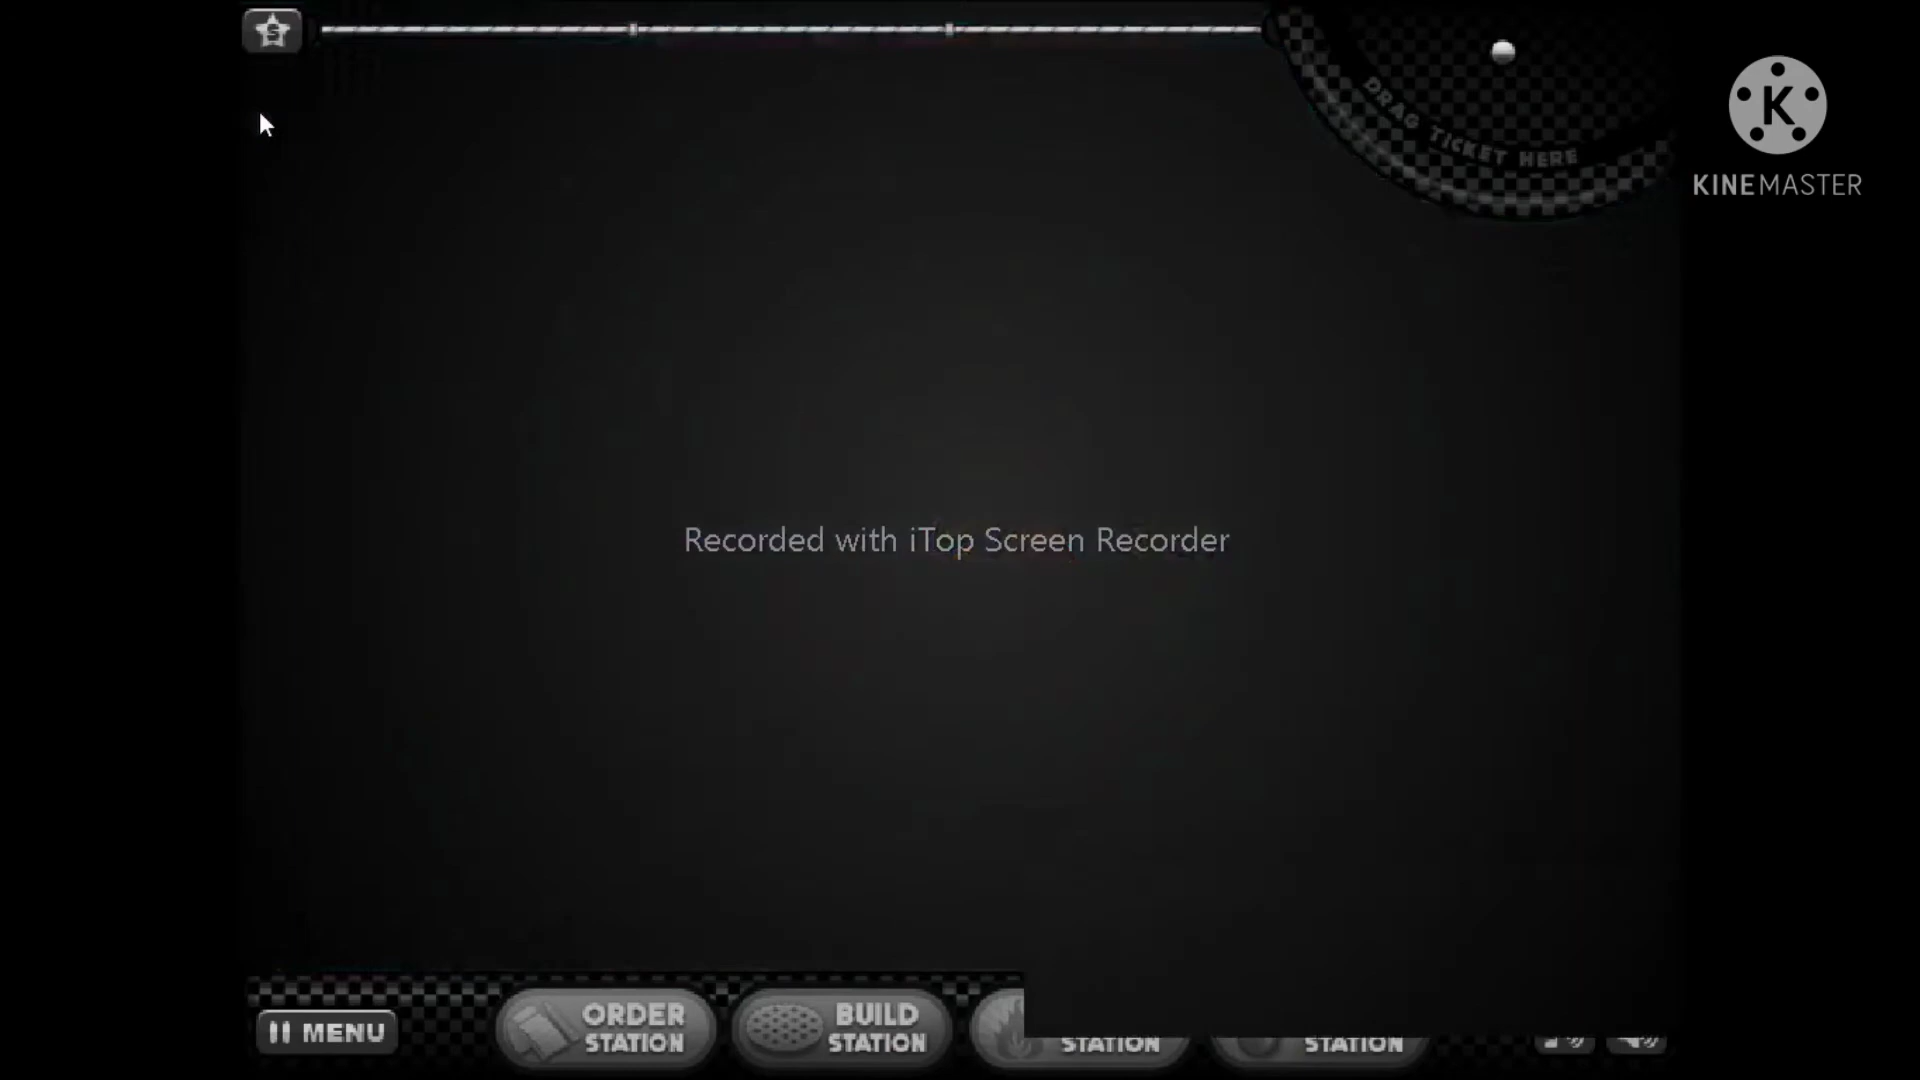 S
DRAG TICKET HERE
K
KINEMASTER
Recorded with iTop Screen Recorder
MENU
ORDER
STATION
BUILD
STATION
STATION
STATION